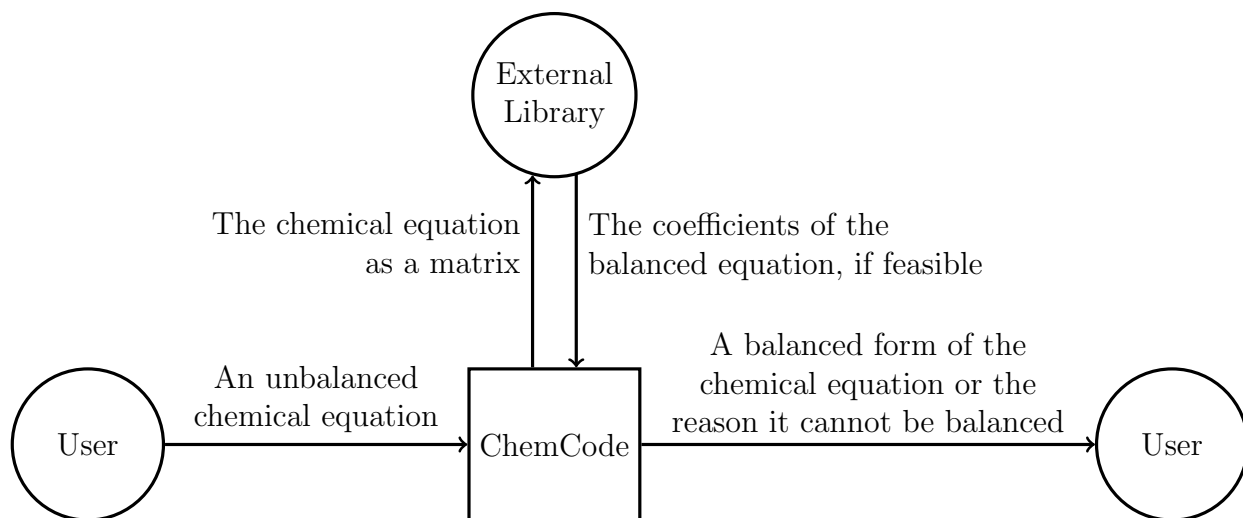 External
Library
The chemical equation
as a matrix
The coefficients of the
balanced equation, if feasible
User
An unbalanced
chemical equation
ChemCode
A balanced form of the
chemical equation or the
reason it cannot be balanced
User